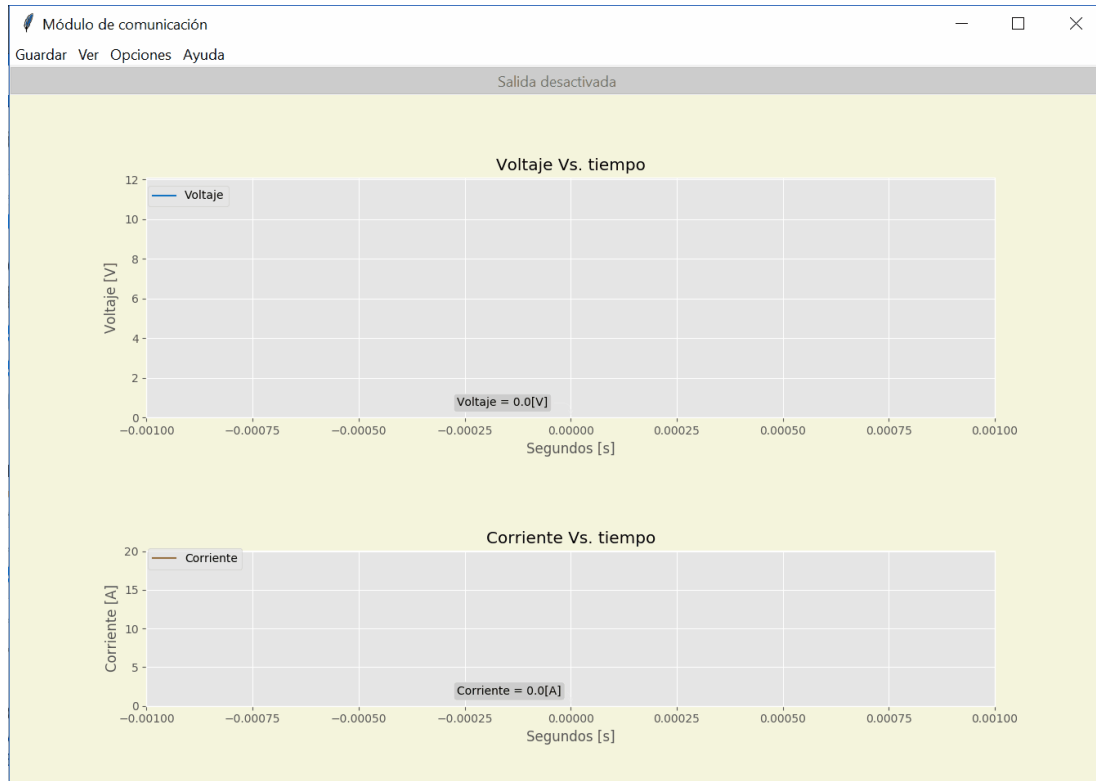 Módulo de comunicación
Guardar Ver Opciones Ayuda
Salida desactivada
Voltaje Vs. tiempo
12
10
8
6
4
2
0
Voltaje [V]
Voltaje
Voltaje = 0.0[V]
−0.00100 −0.00075 −0.00050 −0.00025 0.00000 0.00025 0.00050 0.00075 0.00100
Segundos [s]
Corriente Vs. tiempo
20
15
10
5
0
Corriente [A]
Corriente
Corriente = 0.0[A]
−0.00100 −0.00075 −0.00050 −0.00025 0.00000 0.00025 0.00050 0.00075 0.00100
Segundos [s]